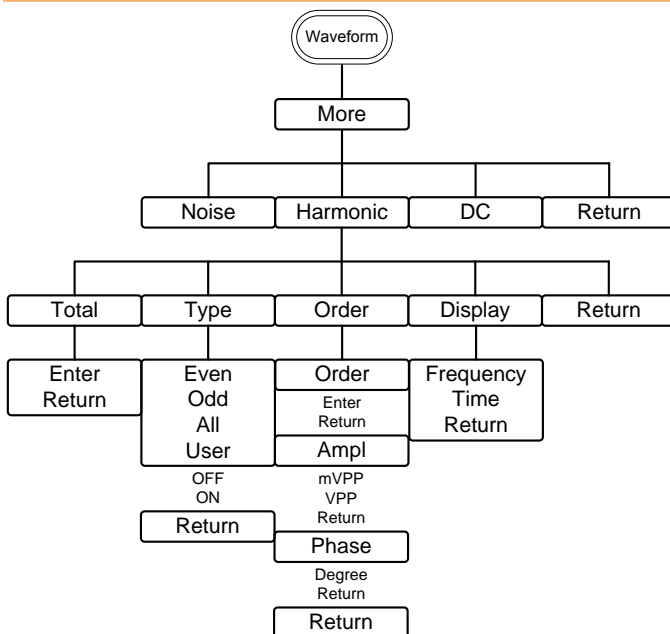 Waveform
More
Noise
Harmonic
DC
Return
Total
Type
Order
Display
Return
Enter
Return
Even
Odd
All
User
OFF
ON
Return
Order
Enter
Return
Ampl
mVPP
VPP
Return
Phase
Degree
Return
Return
Frequency
Time
Return